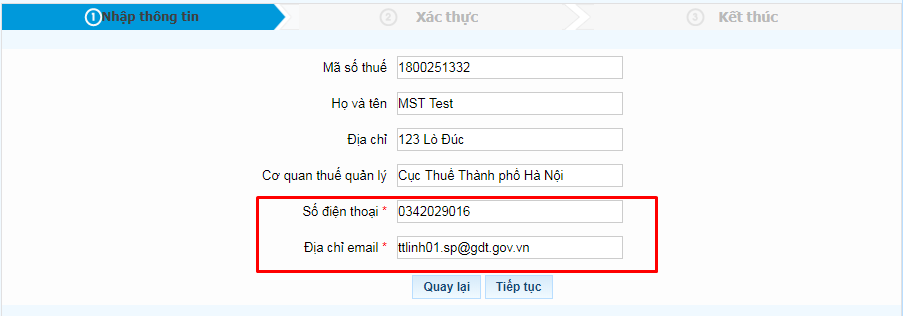 1 Nhập thông tin 2 Xác thực 3 Kết thúc
Mã số thuế 1800251332
Họ và tên MST Test
Địa chỉ 123 Lò Đúc
Cơ quan thuế quản lý Cục Thuế Thành phố Hà Nội
Số điện thoại * 0342029016
Địa chỉ email * ttlinh01.sp@gdt.gov.vn
Quay lại Tiếp tục